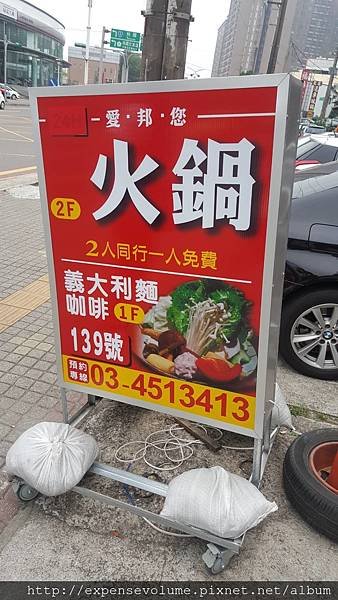 愛·邦·您
火鍋
2F
2人同行一人免費
義大利麵
咖啡 1F
139號
預約專線 03-4513413
http://expensevolume.pixnet.net/album